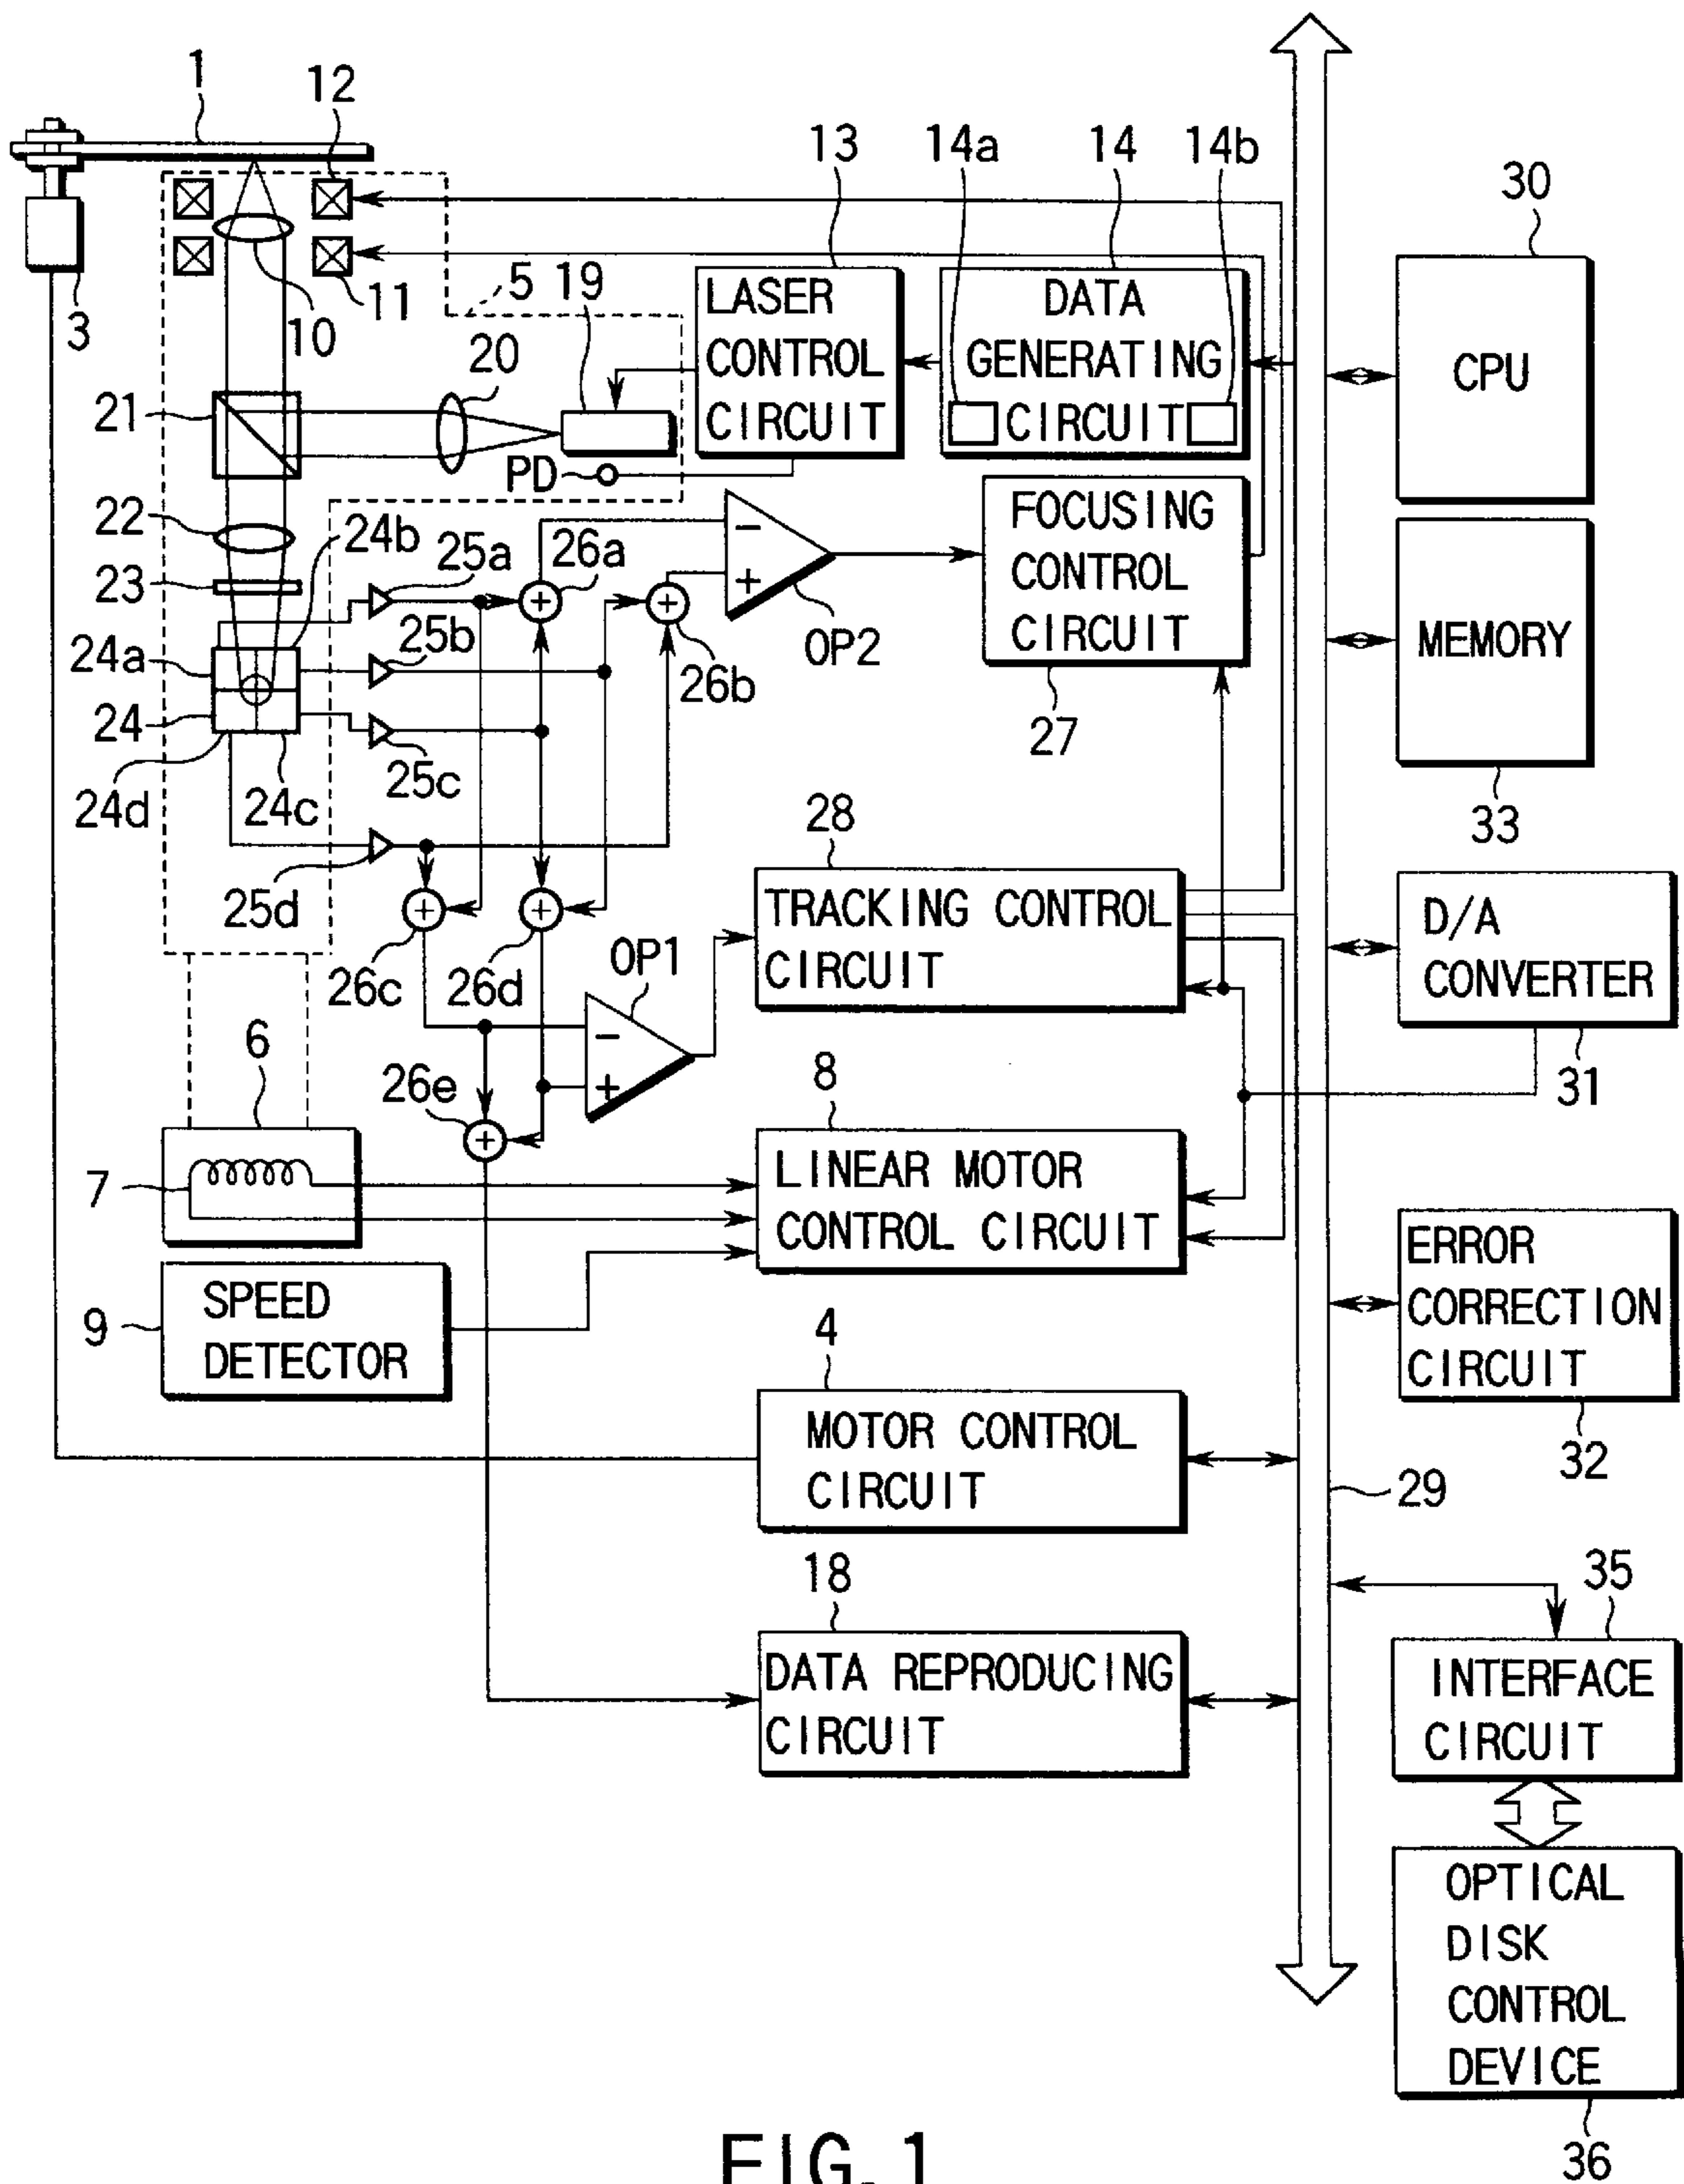 1
12
13
14a
14
14b
30
3
10
11
5
19
20
21
PD
LASER
CONTROL
CIRCUIT
DATA
GENERATING
CIRCUIT
CPU
22
23
24b
25a
26a
24a
25b
24
25c
24d
24c
25d
26b
OP2
−
+
+
+
FOCUSING
CONTROL
CIRCUIT
27
MEMORY
33
28
+
+
26c
26d
OP1
−
+
TRACKING CONTROL
CIRCUIT
D/A
CONVERTER
31
6
26e
+
8
7
LINEAR MOTOR
CONTROL CIRCUIT
9
SPEED
DETECTOR
ERROR
CORRECTION
CIRCUIT
32
4
MOTOR CONTROL
CIRCUIT
29
18
DATA REPRODUCING
CIRCUIT
35
INTERFACE
CIRCUIT
OPTICAL
DISK
CONTROL
DEVICE
36
FIG. 1